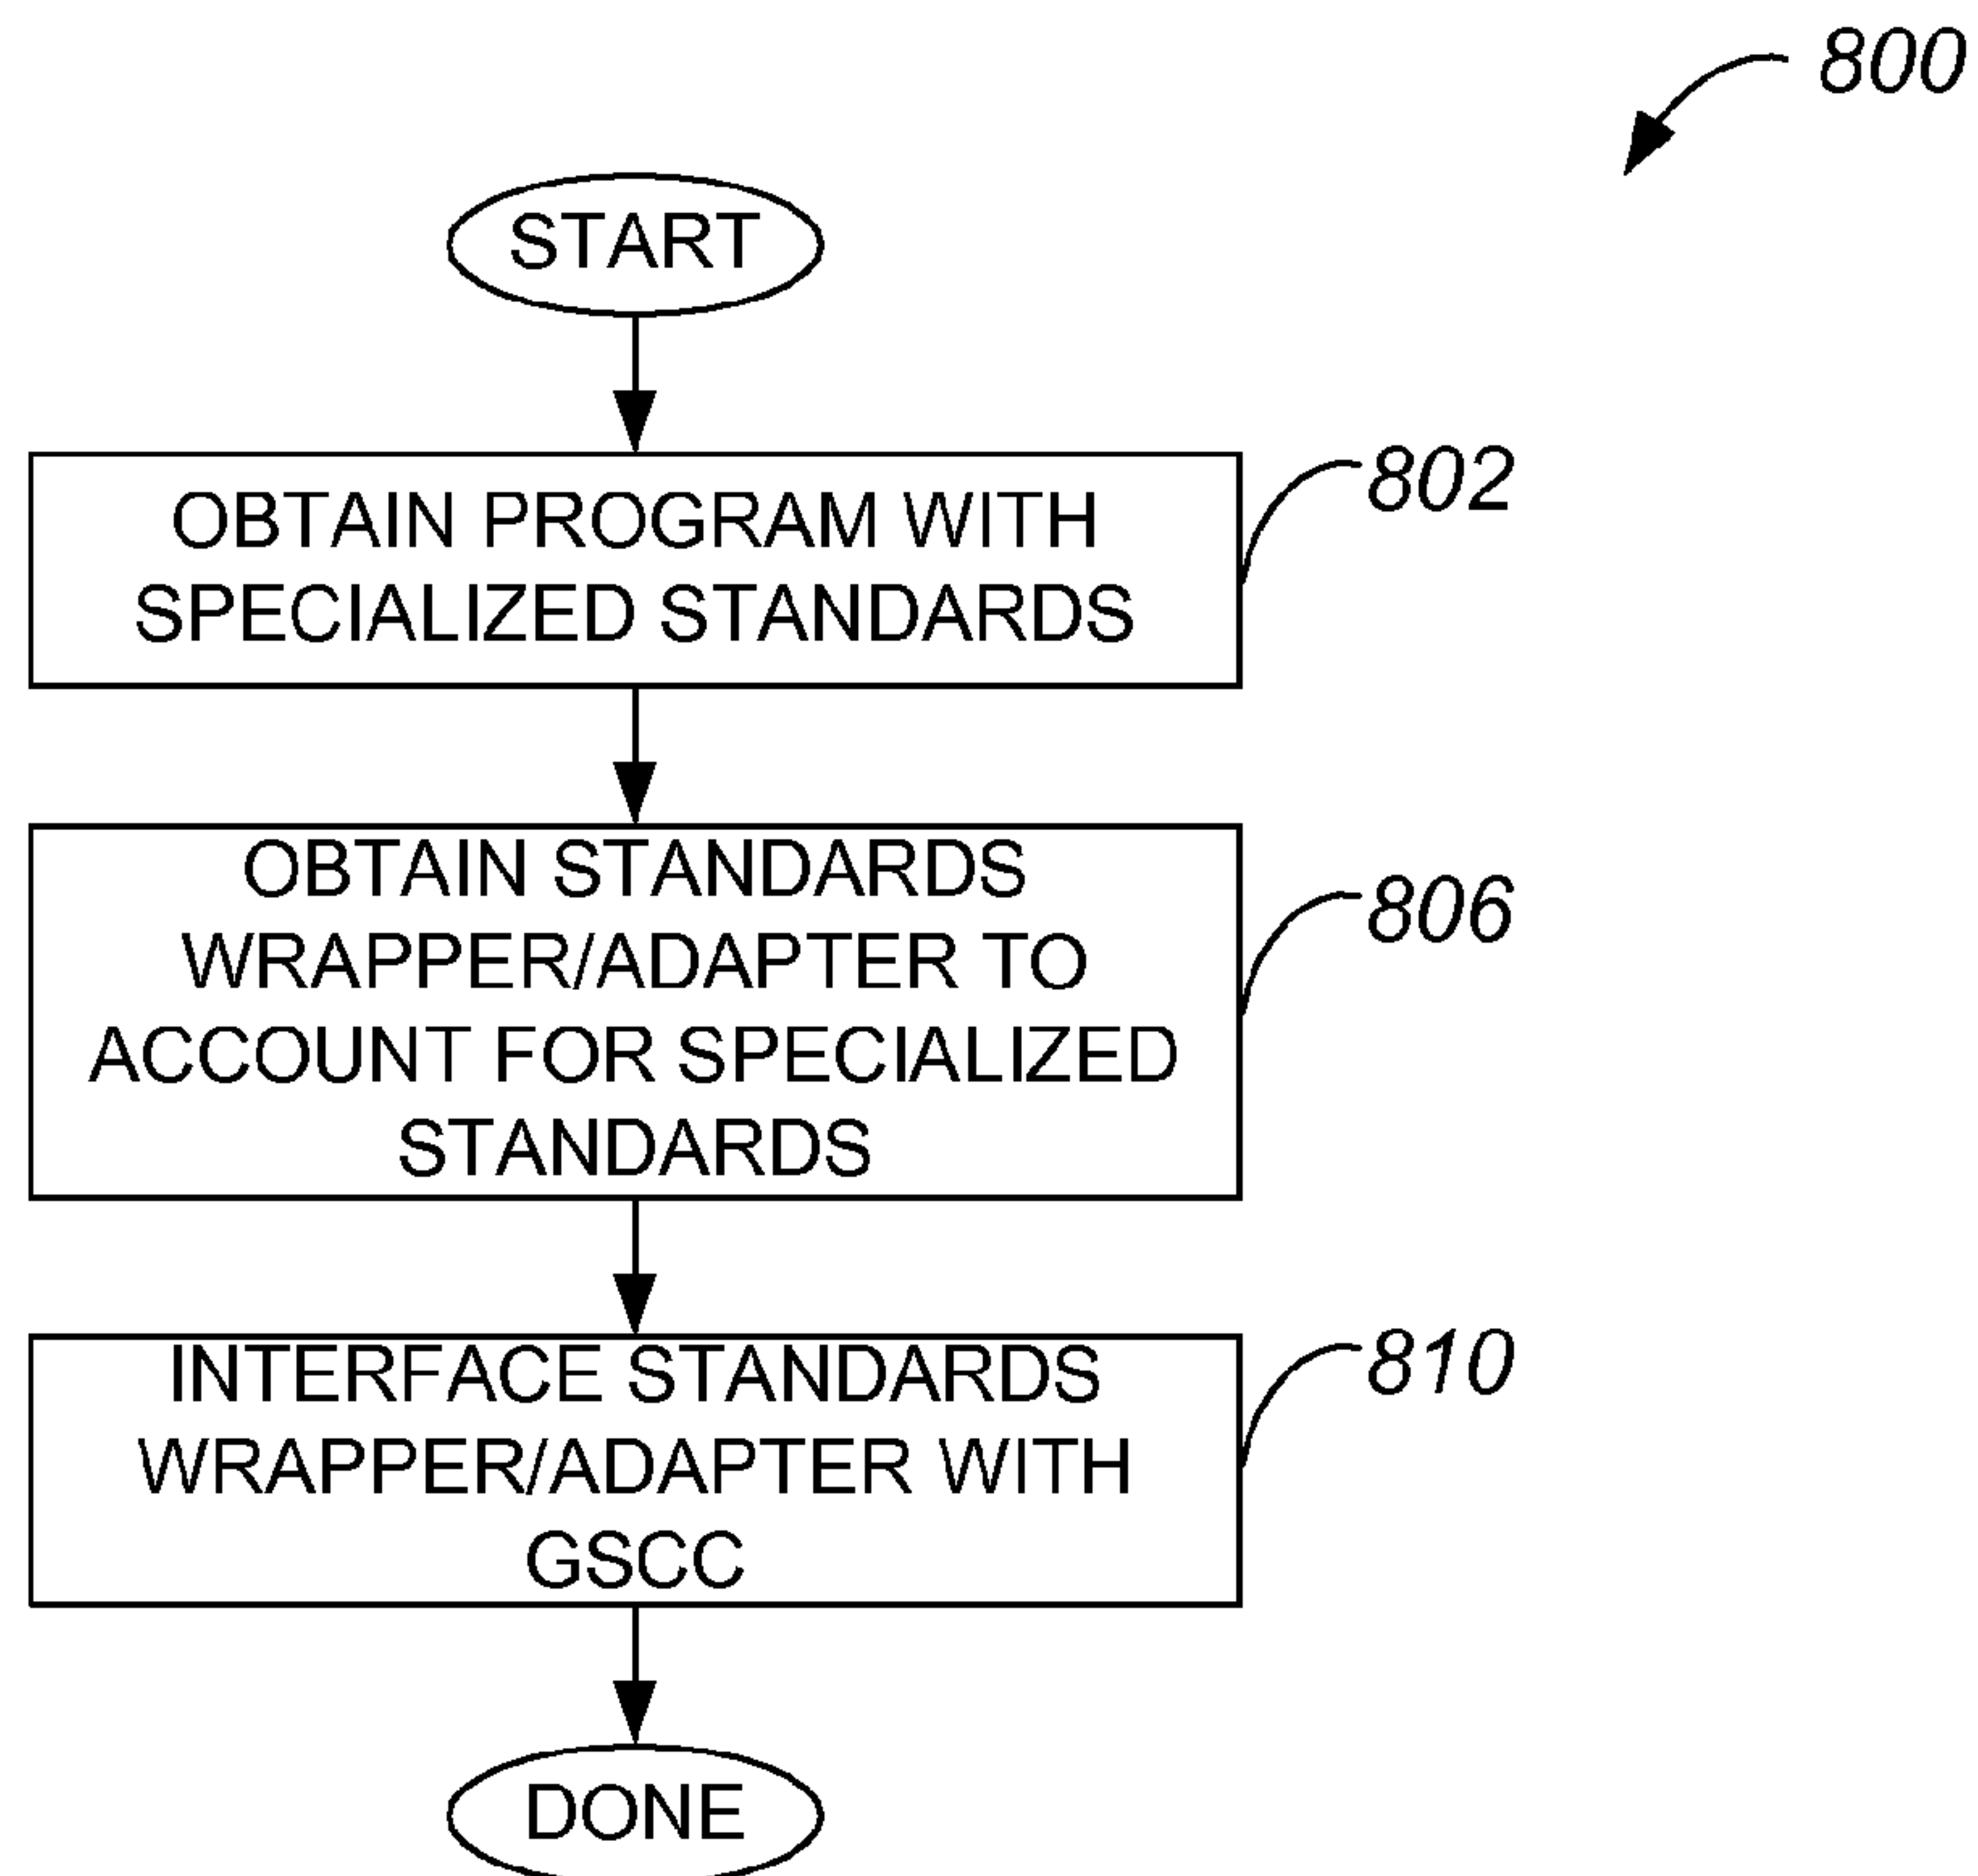 800
START
OBTAIN PROGRAM WITH
SPECIALIZED STANDARDS
802
OBTAIN STANDARDS
WRAPPER/ADAPTER TO
ACCOUNT FOR SPECIALIZED
STANDARDS
806
INTERFACE STANDARDS
WRAPPER/ADAPTER WITH
GSCC
810
DONE